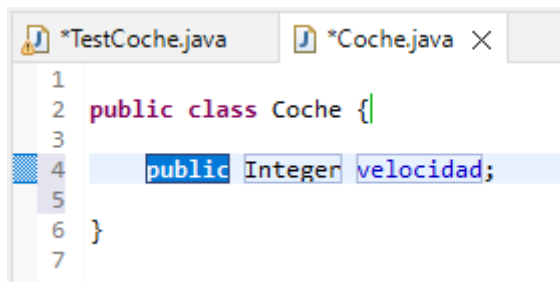 *TestCoche.java *Coche.java
1
2 public class Coche {
3
4 public Integer velocidad;
5
6 }
7